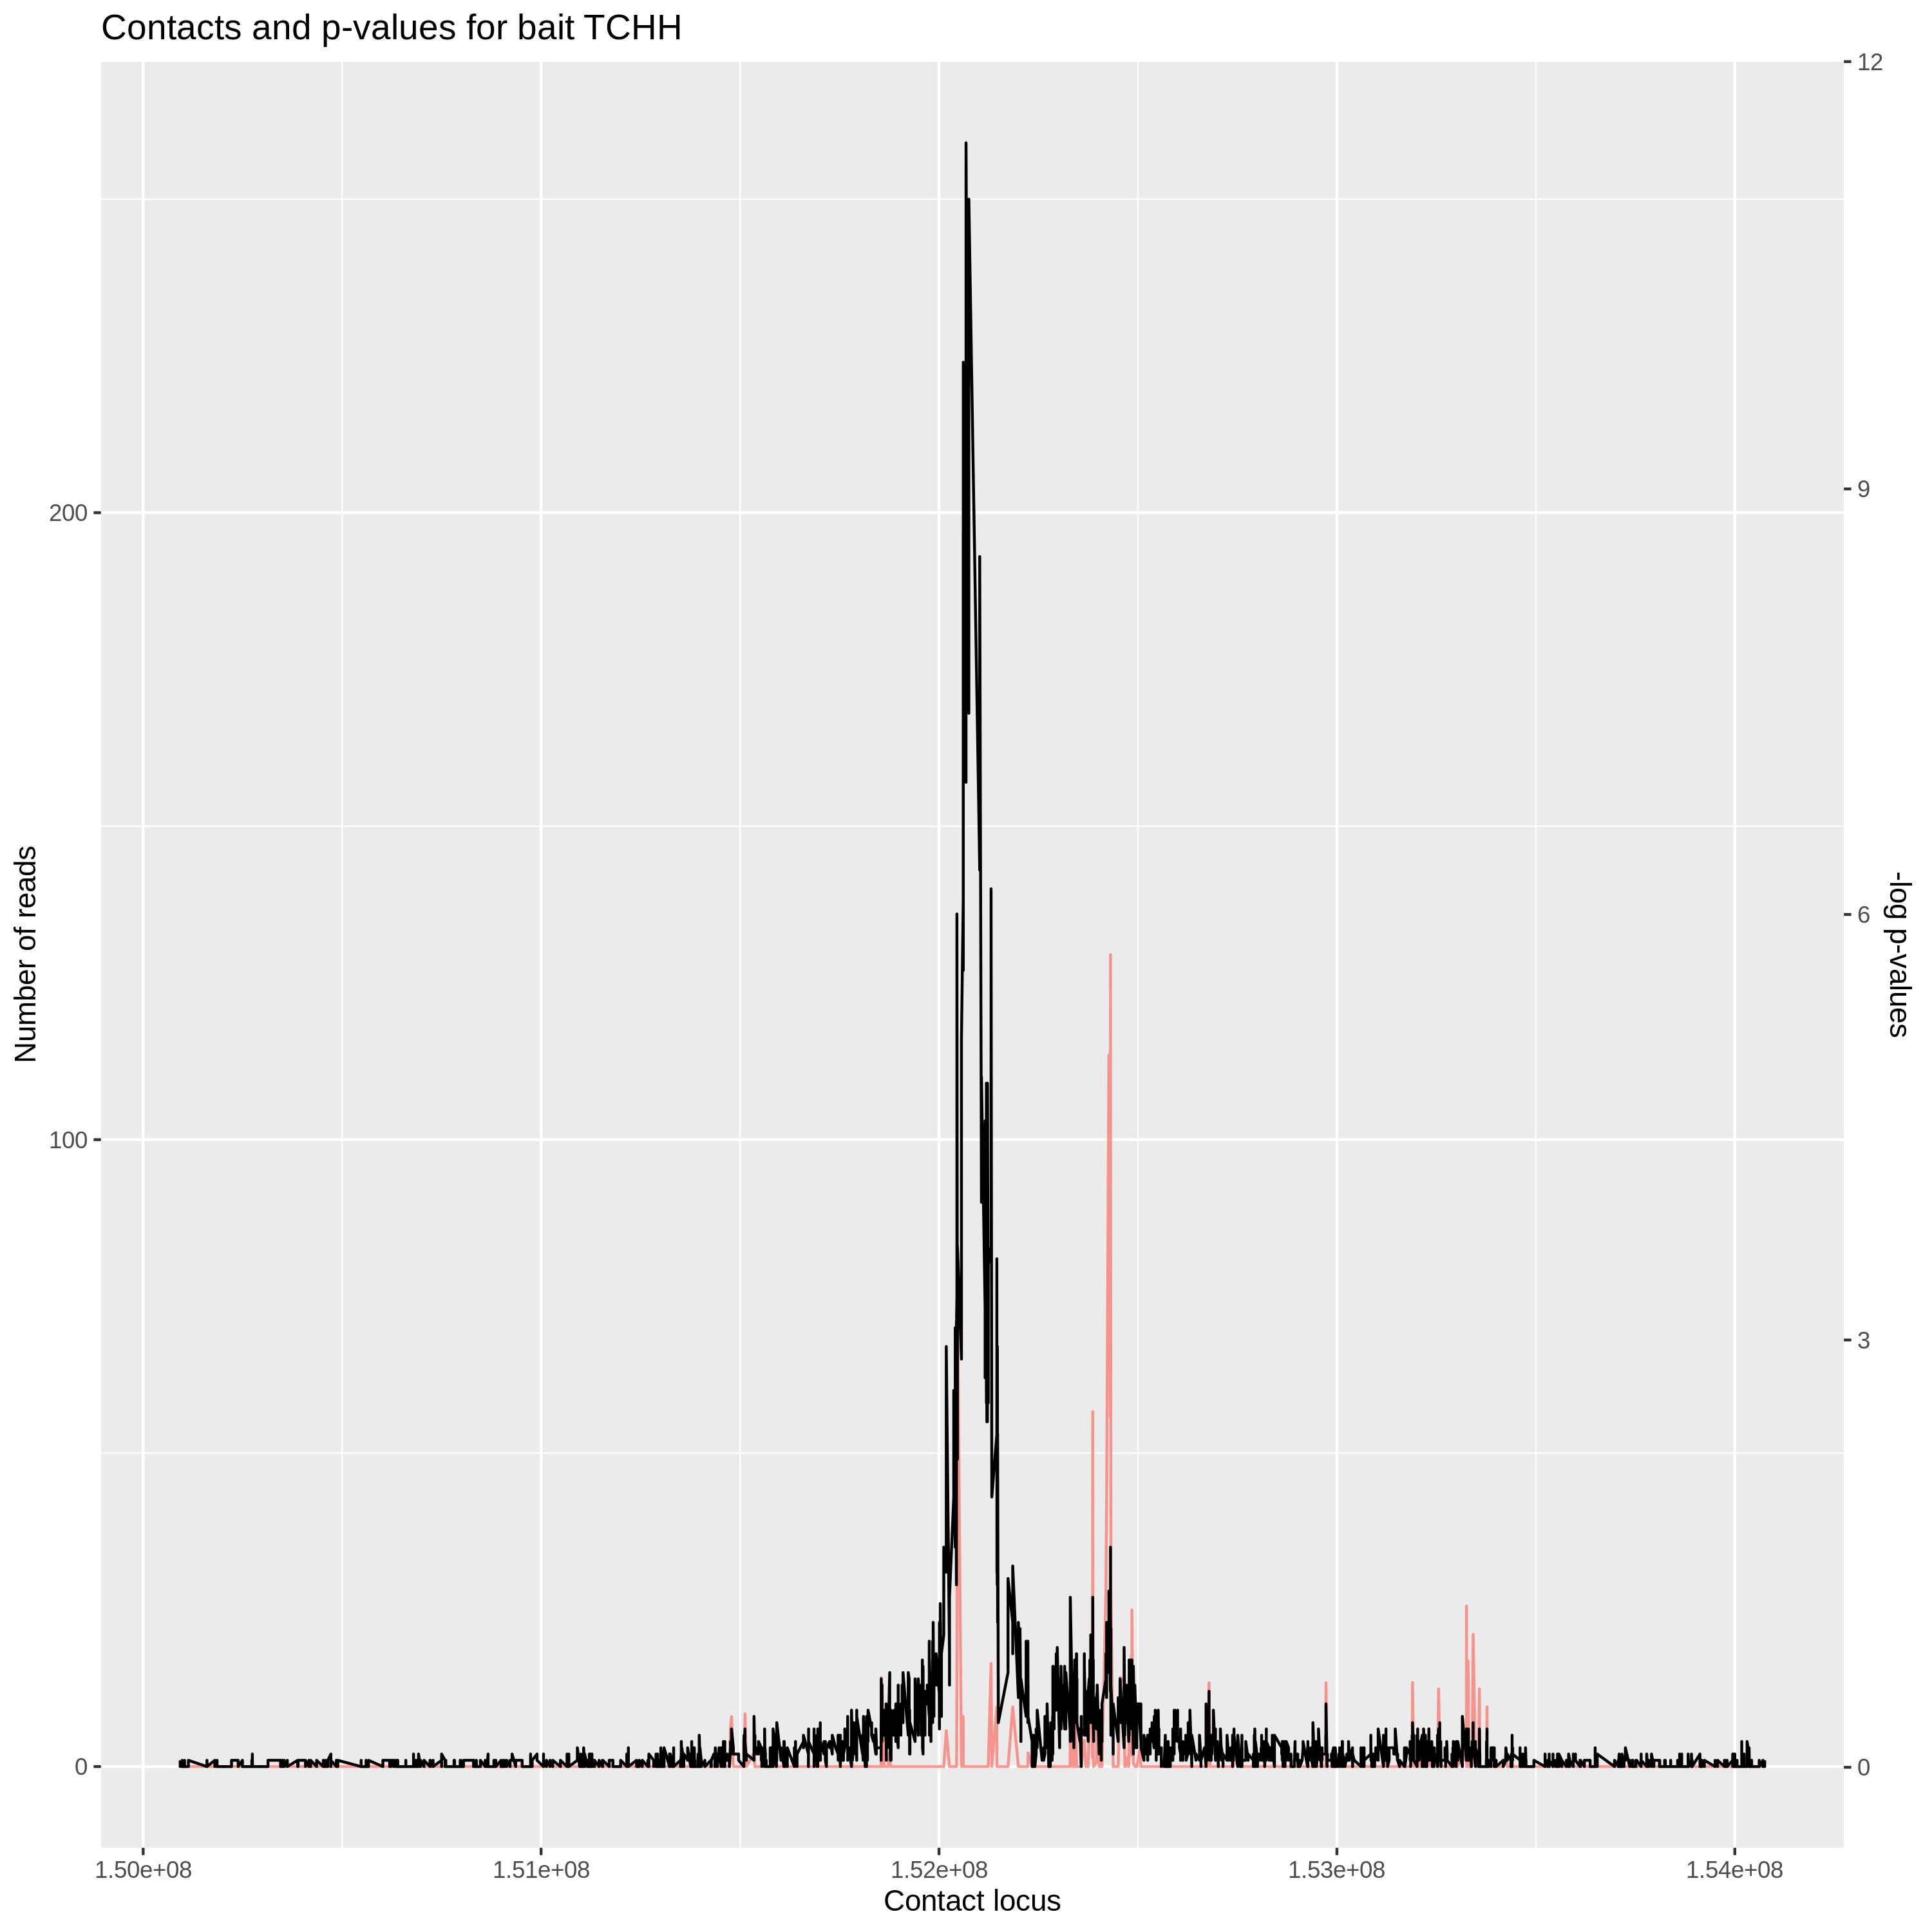 Contacts and p-values for bait TCHH
12
9
6
3
0
-log p-values
200
100
0
Number of reads
1.50e+08
1.51e+08
1.52e+08
1.53e+08
1.54e+08
Contact locus